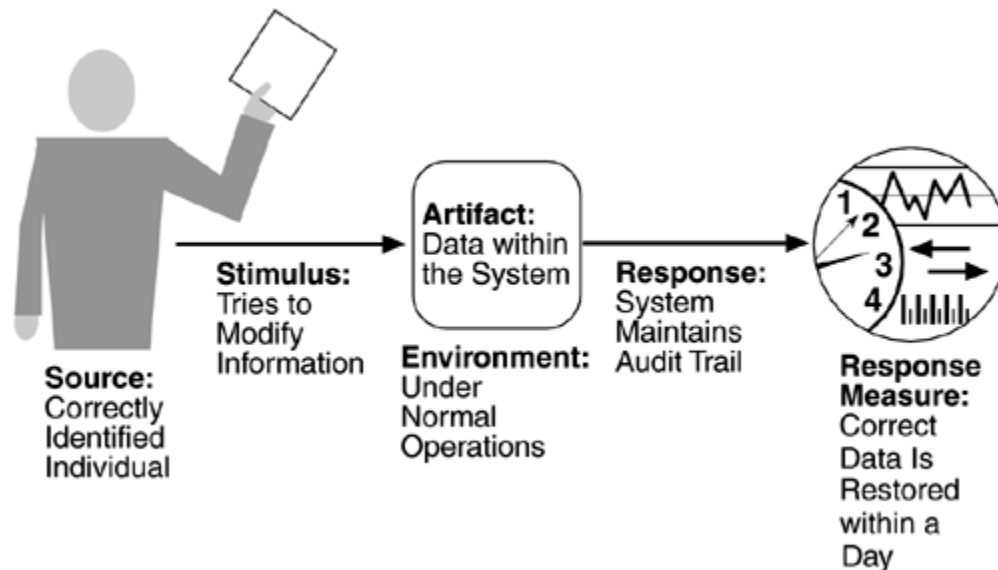 Source:
Correctly
Identified
Individual
Stimulus:
Tries to
Modify
Information
Artifact:
Data within
the System
Environment:
Under
Normal
Operations
Response:
System
Maintains
Audit Trail
1
2
3
4
Response
Measure:
Correct
Data Is
Restored
within a
Day